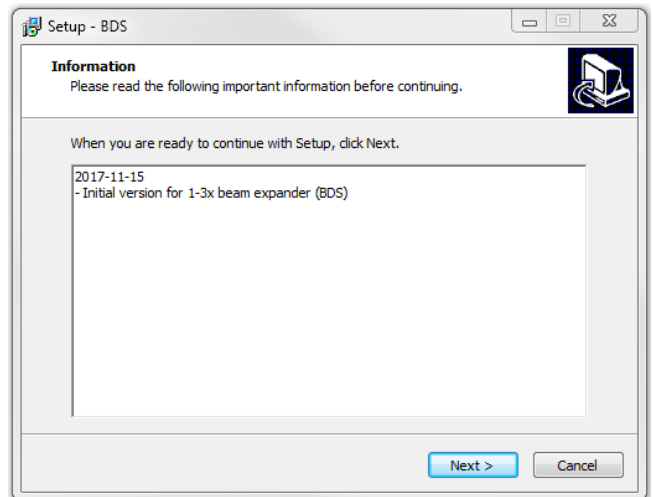 Setup - BDS
Information
Please read the following important information before continuing.
When you are ready to continue with Setup, click Next.
2017-11-15
- Initial version for 1-3x beam expander (BDS)
Next >
Cancel